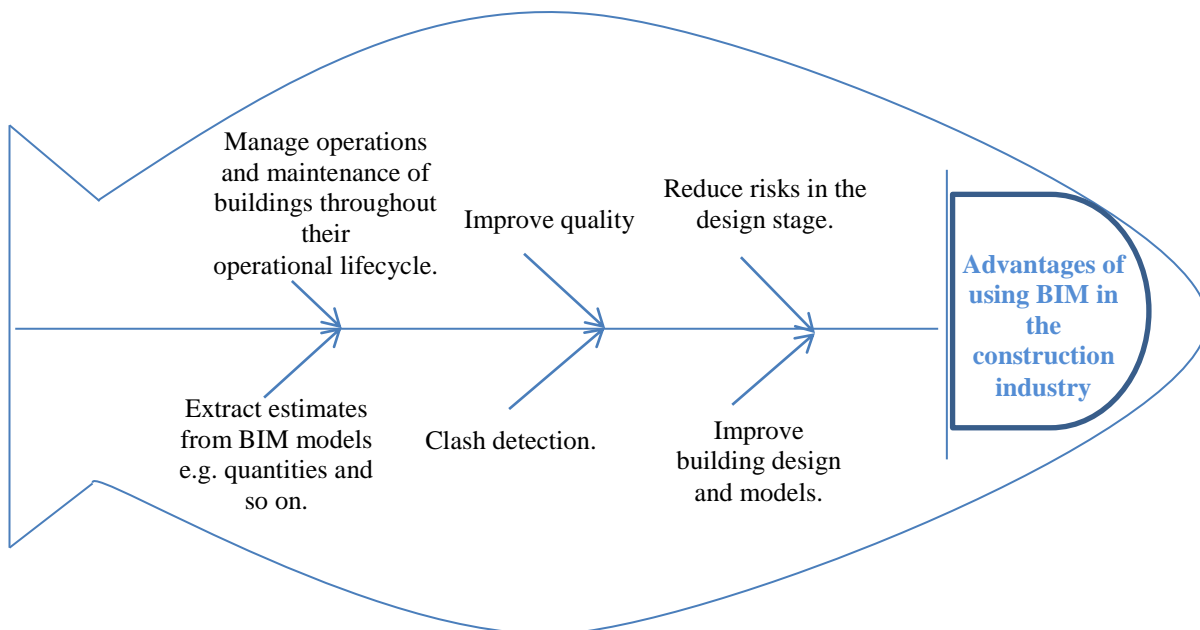 Manage operations
and maintenance of
buildings throughout
their
operational lifecycle.
Improve quality
Reduce risks in the
design stage.
Advantages of
using BIM in
the
construction
industry
Extract estimates
from BIM models
e.g. quantities and
so on.
Clash detection.
Improve
building design
and models.